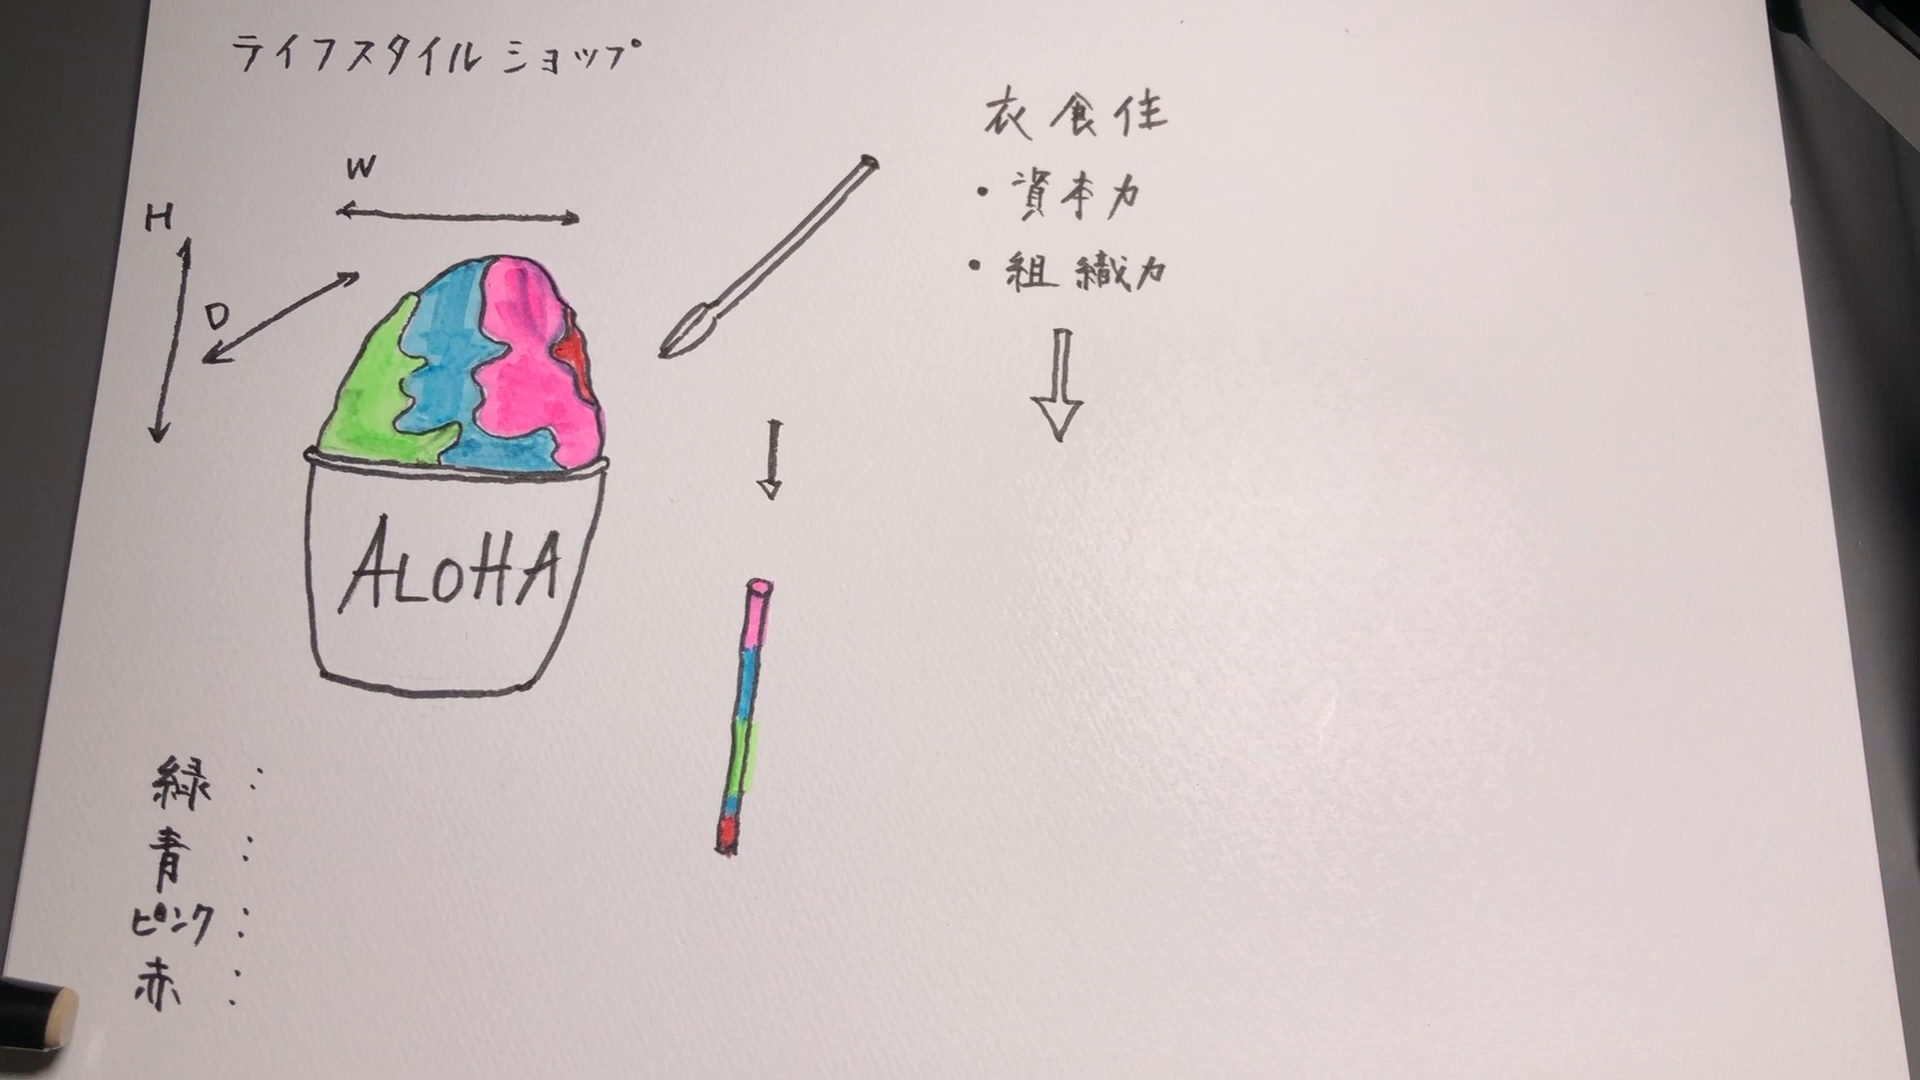 ライフスタイルショップ
W
H
D
ALOHA
衣食住
・資本力
・組織力
緑：
青：
ピンク：
赤：